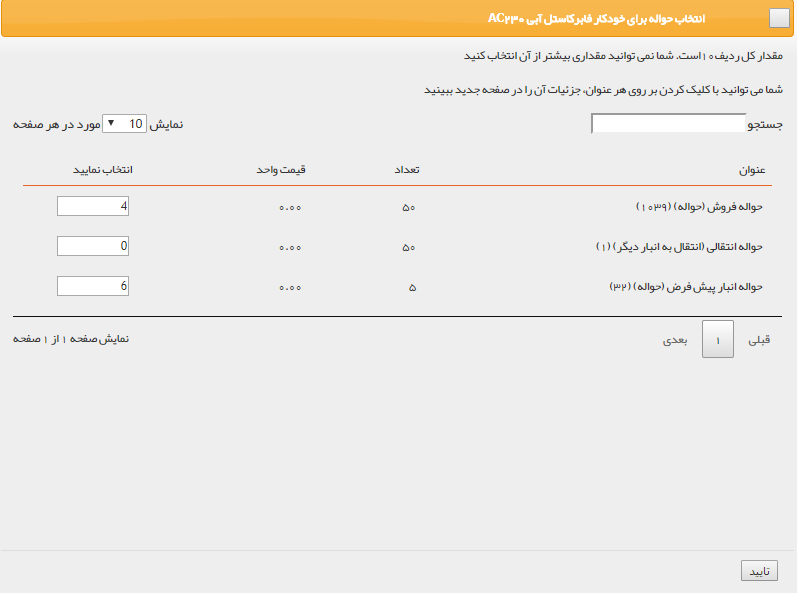 انتخاب حواله برای خودکار فابرکاستل آبی AC۲۳۰
مقدار کل ردیف ۱۰ است. شما نمی توانید مقداری بیشتر از آن انتخاب کنید
شما می توانید با کلیک کردن بر روی هر عنوان، جزئیات آن را در صفحه جدید ببینید
جستجو نمایش 10 مورد در هر صفحه
عنوان تعداد قیمت واحد انتخاب نمایید
حواله فروش (حواله) (۱۰۳۹) ۵۰ ۰.۰۰ 4
حواله انتقالی (انتقال به انبار دیگر) (۱) ۵۰ ۰.۰۰ 0
حواله انبار پیش فرض (حواله) (۳۲) ۵ ۰.۰۰ 6
قبلی ۱ بعدی نمایش صفحه ۱ از ۱ صفحه
تایید